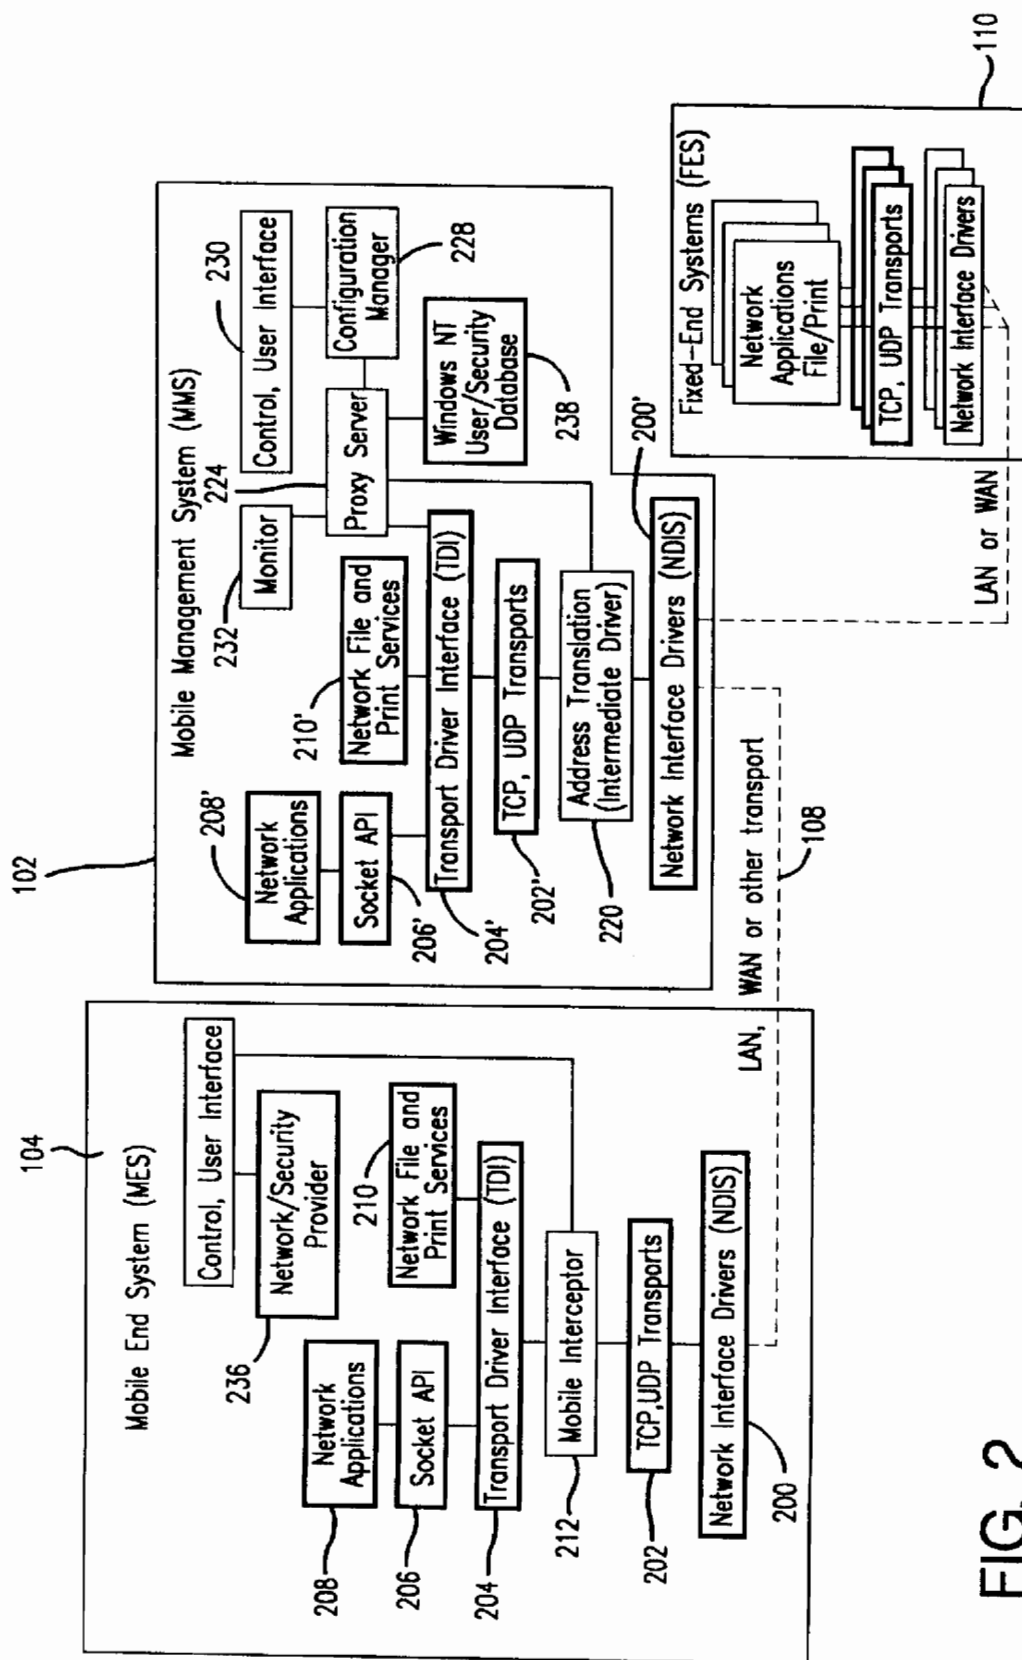 102
104
Mobile End System (MES)
Control, User Interface
Network/Security
Provider
236
210
Network File and
Print Services
Network
Applications
208
Socket API
206
Transport Driver Interface (TDI)
204
Mobile Interceptor
212
TCP,UDP Transports
202
Network Interface Drivers (NDIS)
200
LAN, WAN or other transport
108
Mobile Management System (MMS)
230
Control, User Interface
232
Monitor
224
Proxy Server
Configuration
Manager
228
Windows NT
User/Security
Database
238
208'
Network
Applications
210'
Network File and
Print Services
Socket API
206'
Transport Driver Interface (TDI)
204'
TCP, UDP Transports
202'
Address Translation
(Intermediate Driver)
220
200'
Network Interface Drivers (NDIS)
LAN or WAN
Fixed-End Systems (FES)
110
Network
Applications
File/Print
TCP, UDP Transports
Network Interface Drivers
FIG. 2